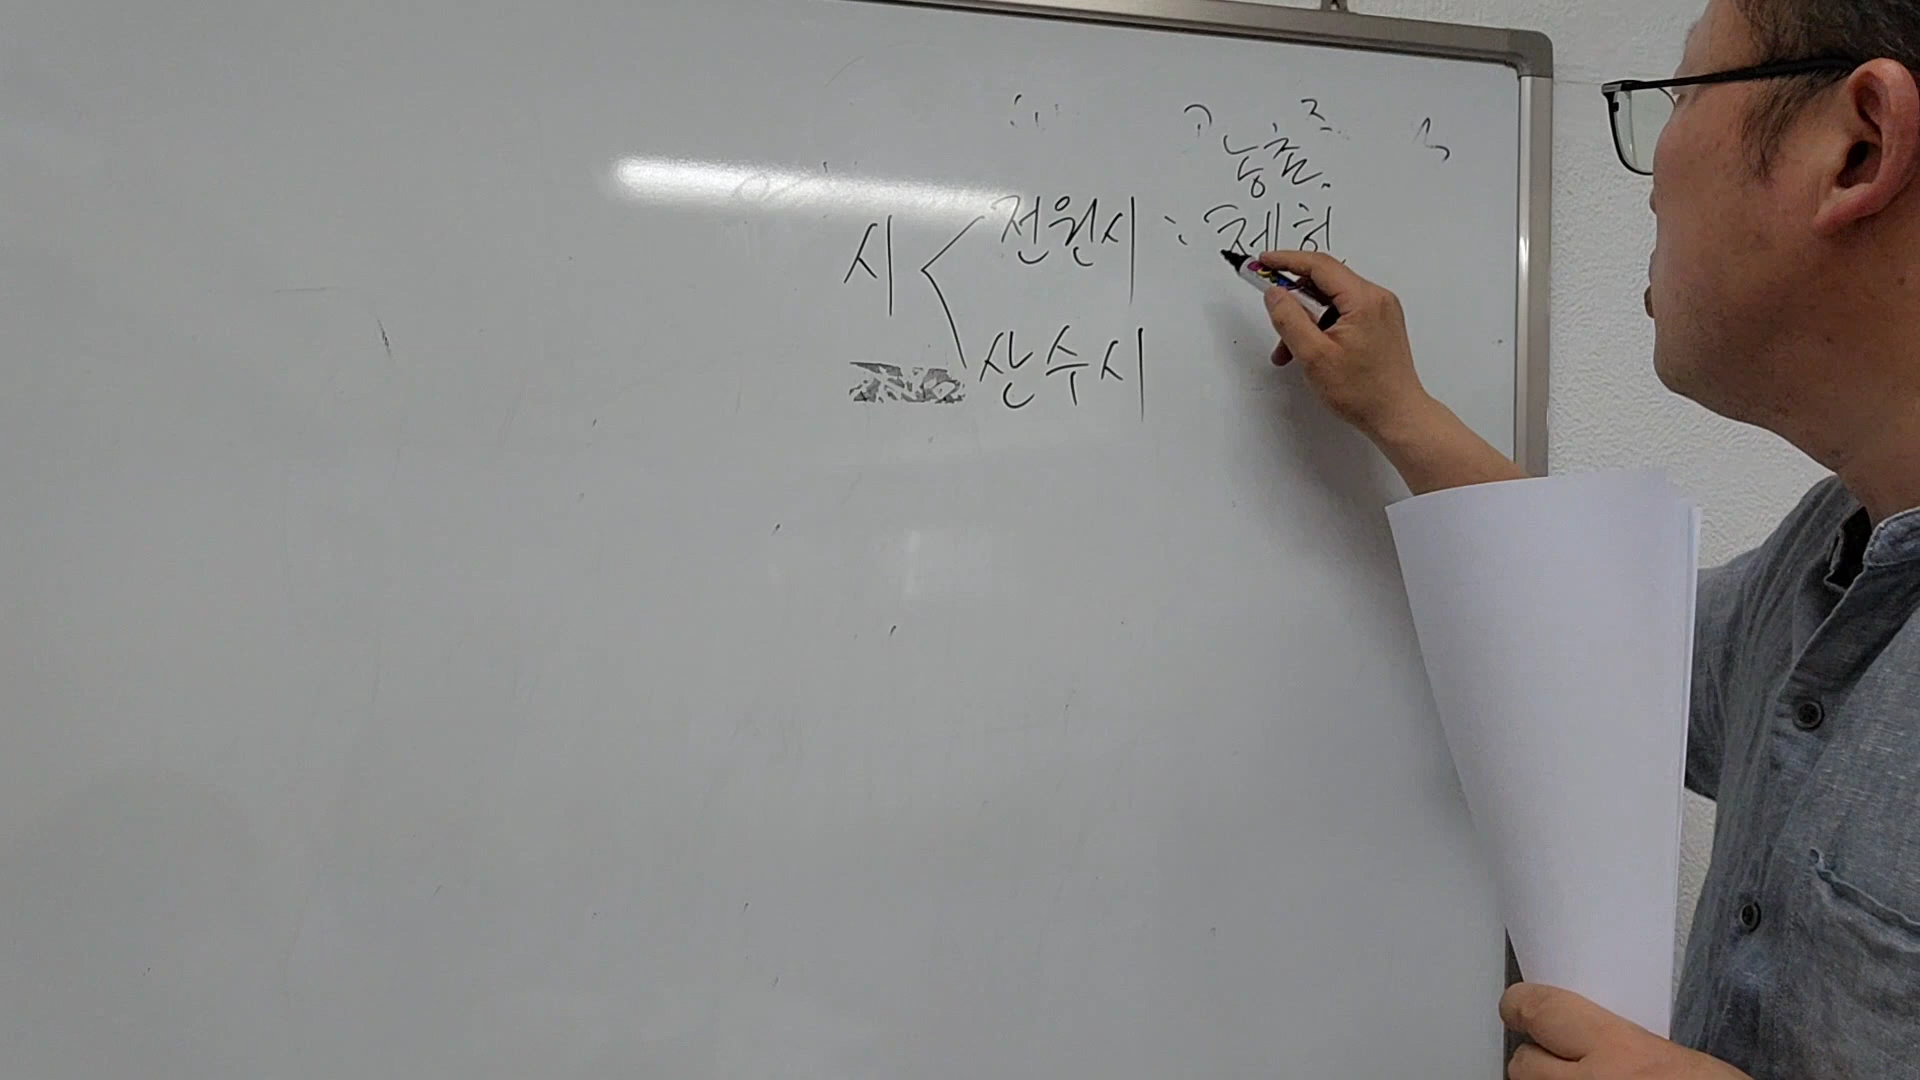 농촌.
시 < 전원시 : 체험
산수시